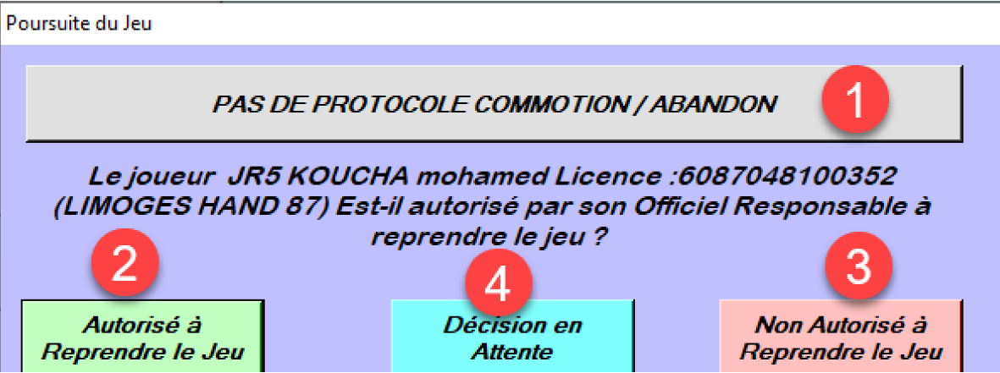 Poursuite du Jeu
PAS DE PROTOCOLE COMMOTION / ABANDON
1
Le joueur JR5 KOUCHA mohamed Licence :6087048100352
(LIMOGES HAND 87) Est-il autorisé par son Officiel Responsable à
reprendre le jeu ?
2
4
3
Autorisé à
Reprendre le Jeu
Décision en
Attente
Non Autorisé à
Reprendre le Jeu